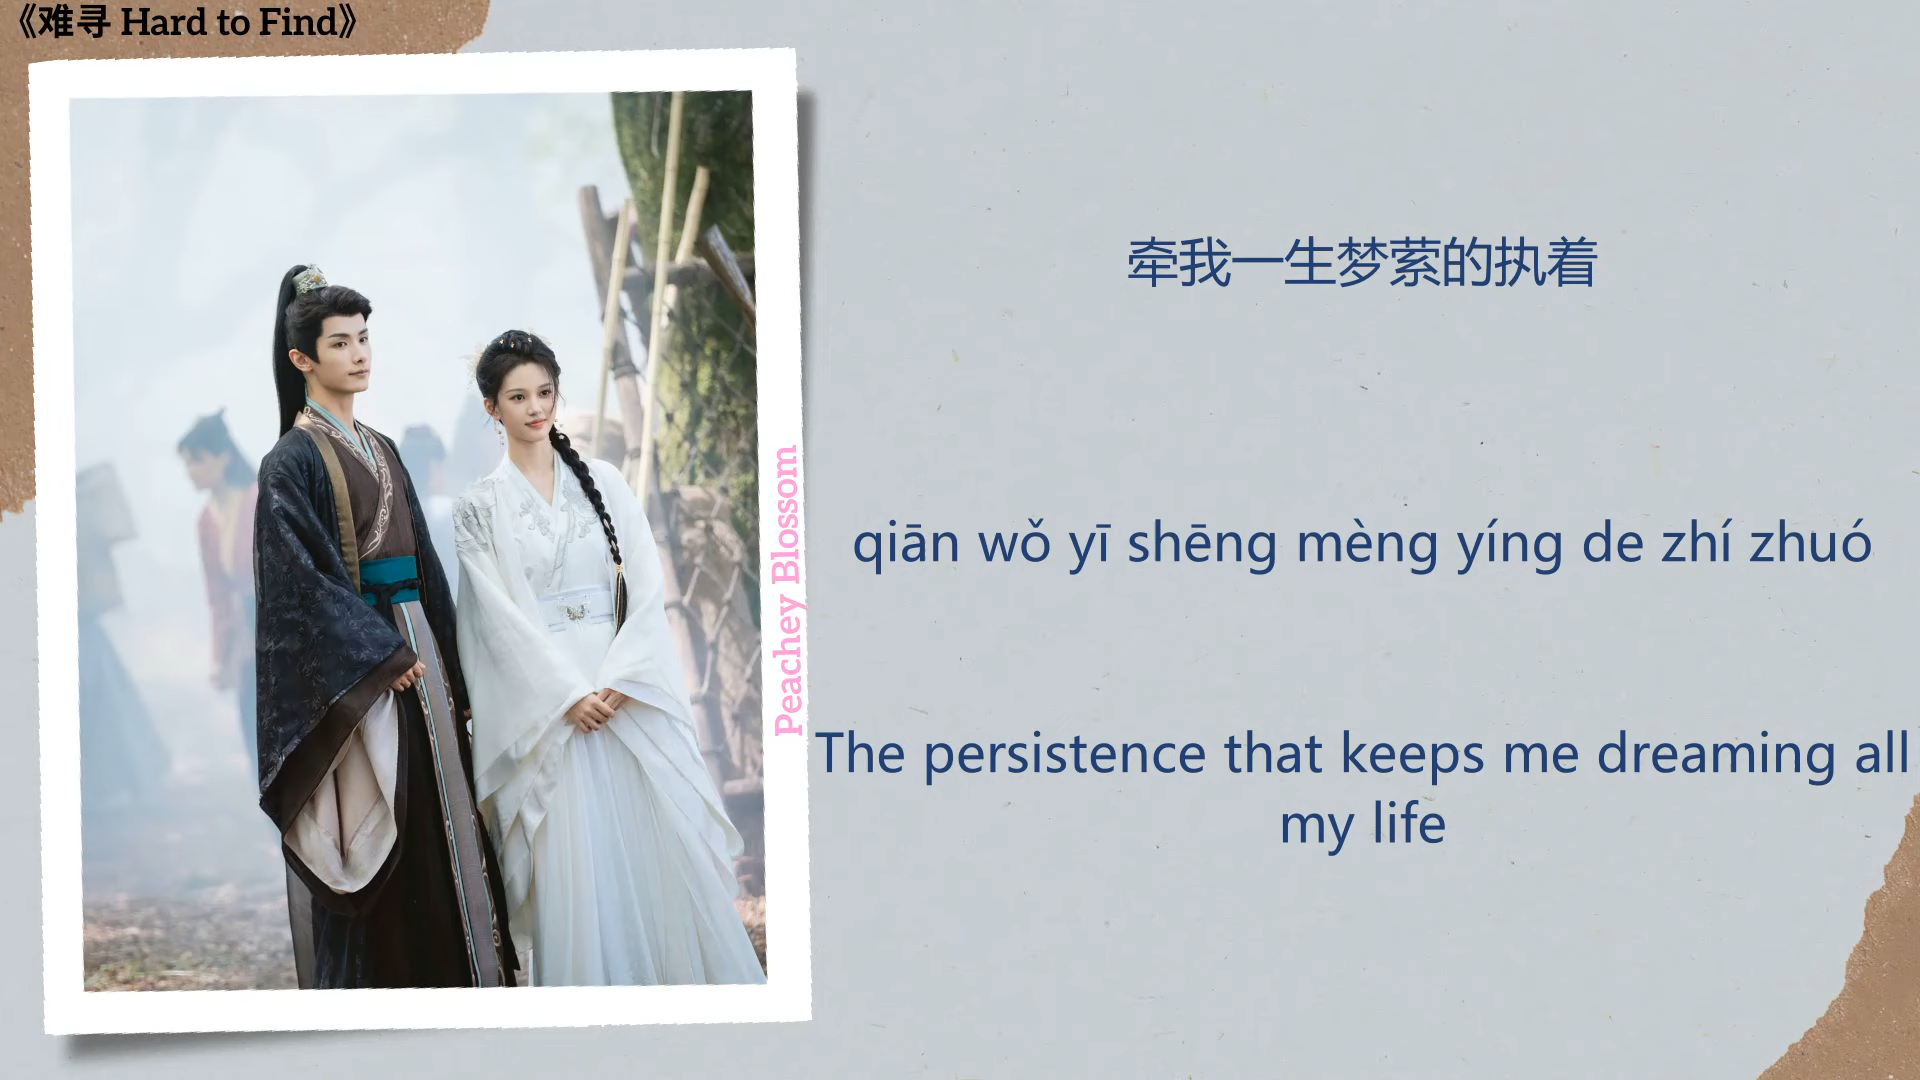 《难寻 Hard to Find》
牵我一生梦萦的执着
qiān wǒ yī shēng mèng yíng de zhí zhuó
Peachey Blossom
The persistence that keeps me dreaming all
my life